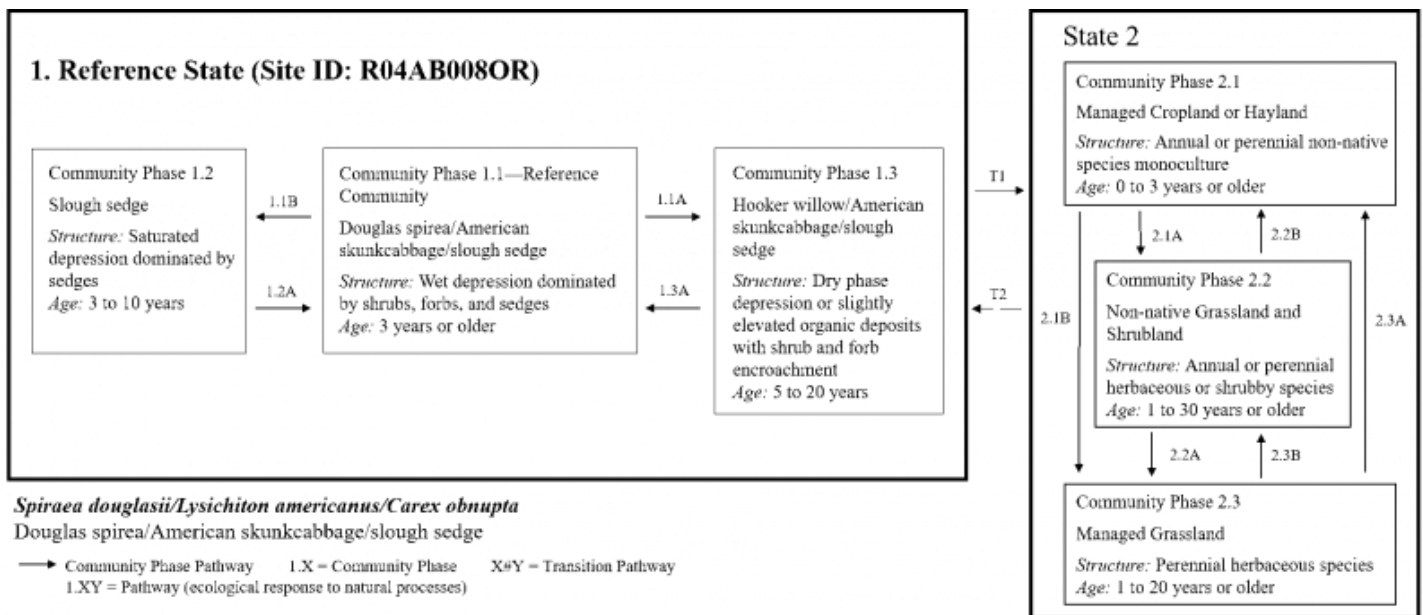 1. Reference State (Site ID: R04AB008OR)
Community Phase 1.2
Slough sedge
Structure: Saturated
depression dominated by
sedges
Age: 3 to 10 years
1.1B
1.2A
Community Phase 1.1—Reference
Community
Douglas spirea/American
skunkcabbage/slough sedge
Structure: Wet depression dominated
by shrubs, forbs, and sedges
Age: 3 years or older
1.1A
1.3A
Community Phase 1.3
Hooker willow/American
skunkcabbage/slough
sedge
Structure: Dry phase
depression or slightly
elevated organic deposits
with shrub and forb
encroachment
Age: 5 to 20 years
T1
T2
State 2
Community Phase 2.1
Managed Cropland or Hayland
Structure: Annual or perennial non-native
species monoculture
Age: 0 to 3 years or older
2.1A
2.2B
2.1B
2.3A
Community Phase 2.2
Non-native Grassland and
Shrubland
Structure: Annual or perennial
herbaceous or shrubby species
Age: 1 to 30 years or older
2.2A
2.3B
Community Phase 2.3
Managed Grassland
Structure: Perennial herbaceous species
Age: 1 to 20 years or older
Spiraea douglasii/Lysichiton americanus/Carex obnupta
Douglas spirea/American skunkcabbage/slough sedge
Community Phase Pathway 1.X = Community Phase X#Y = Transition Pathway
1.XY = Pathway (ecological response to natural processes)